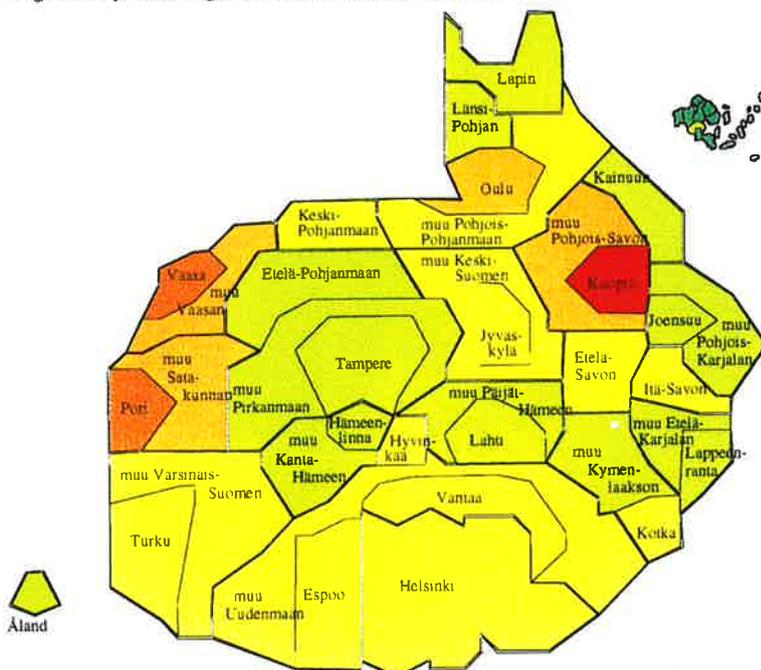 Lapin
Länsi-
Pohjan
Kainuun
Oulu
Keski-
Pohjanmaan
muu Pohjois-
Pohjanmaan
muu
Pohjois-Savon
Vaasa
muu
Vaasan
Etelä-Pohjanmaan
muu Keski-
Suomen
Kuopio
Joensuu
muu
Pohjois-
Karjalan
Jyväs-
kylä
muu
Sata-
kunnan
Tampere
Etelä-
Savon
Itä-Savon
Pori
muu
Pirkanmaan
muu Päijät-
Hämeen
Hämeen-
linna
Hyvin-
kää
Lahti
muu Etelä-
Karjalan
muu
Kanta-
Hämeen
muu
Kymen-
laakson
Lappeen-
ranta
muu Varsinais-
Suomen
Vantaa
Turku
Kotka
Espoo
Helsinki
muu
Uudenmaan
Åland